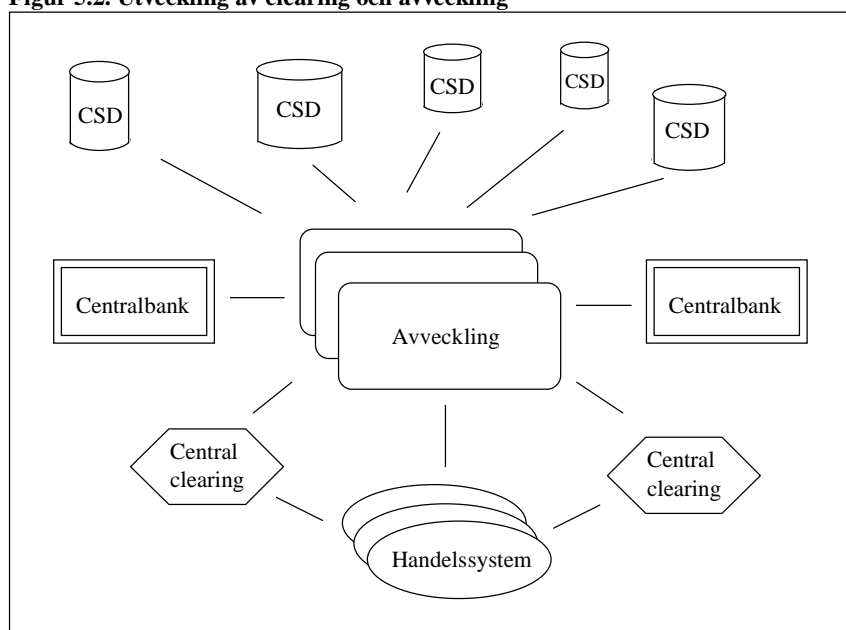 Figur 5.2. Utveckling av clearing och avveckling
CSD
CSD
CSD
CSD
CSD
Centralbank
Avveckling
Centralbank
Central
clearing
Central
clearing
Handelssystem